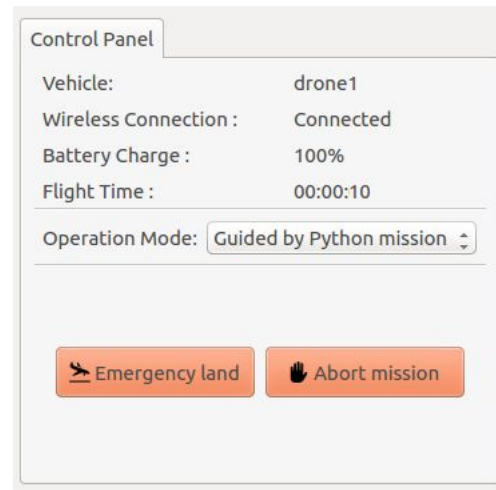 Control Panel
Vehicle: drone1
Wireless Connection : Connected
Battery Charge : 100%
Flight Time : 00:00:10
Operation Mode: Guided by Python mission
Emergency land Abort mission